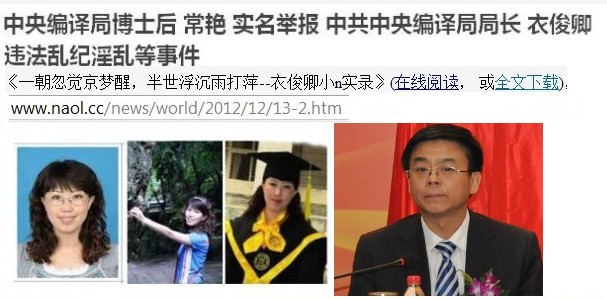 中央编译局博士后 常艳 实名举报 中共中央编译局局长 衣俊卿
违法乱纪淫乱等事件
《一朝忽觉京梦醒，半世浮沉雨打萍--衣俊卿小n实录》(在线阅读， 或全文下载)，
www.naol.cc/news/world/2012/12/13-2.htm